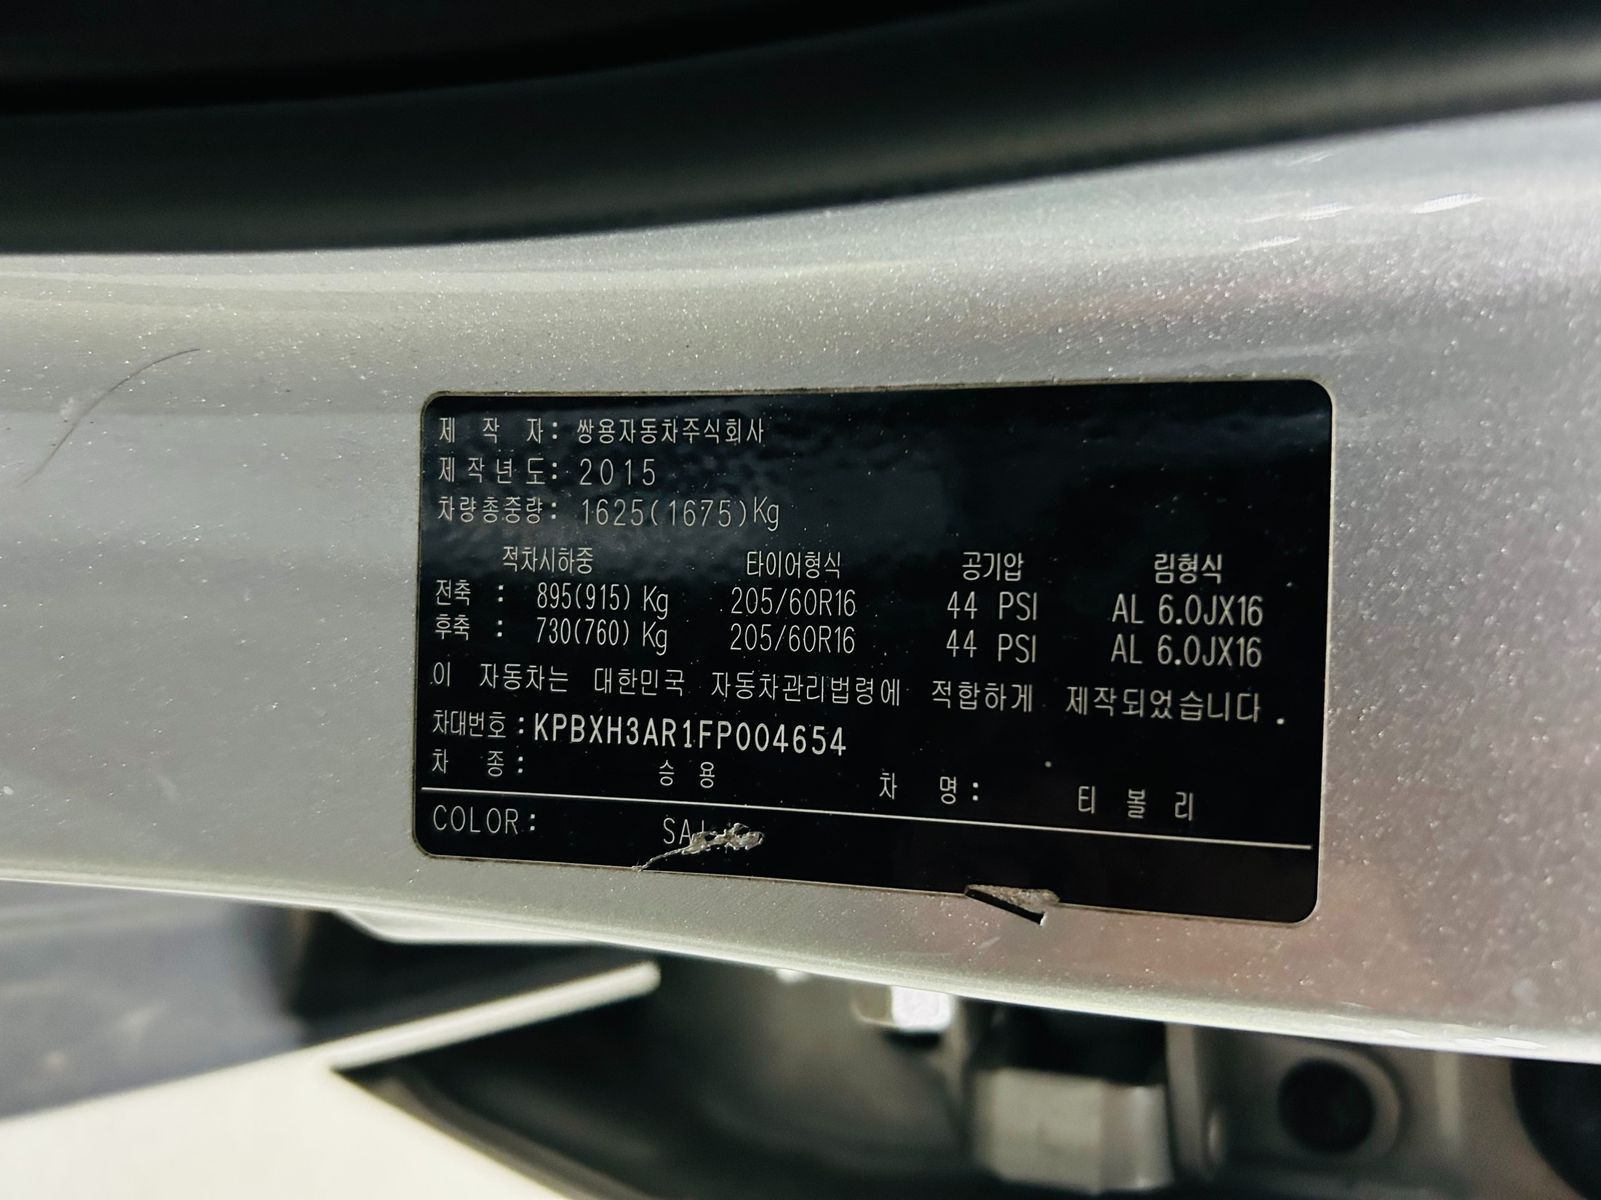 제 작 자: 쌍용자동차주식회사
제작년도: 2015
차량총중량: 1625(1675)Kg
적차시하중 타이어형식 공기압 림형식
전축 : 895(915) Kg 205/60R16 44 PSI AL 6.0JX16
후축 : 730(760) Kg 205/60R16 44 PSI AL 6.0JX16
이 자동차는 대한민국 자동차관리법령에 적합하게 제작되었습니다.
차대번호:KPBXH3AR1FP004654
차 종: 승 용 차 명: 티 볼 리
COLOR: